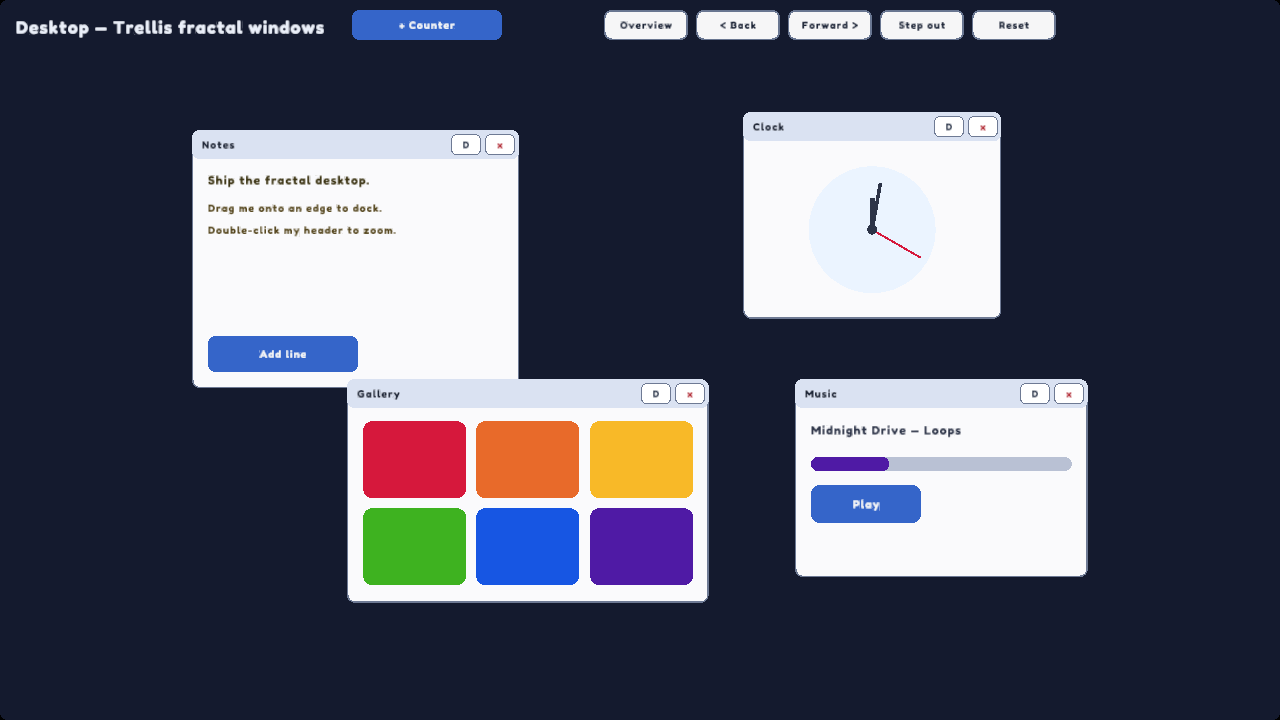 Desktop — Trellis fractal windows
+ Counter
Overview
< Back
Forward >
Step out
Reset
Notes
D
×
Ship the fractal desktop.
Drag me onto an edge to dock.
Double-click my header to zoom.
Add line
Clock
D
×
Gallery
D
×
Music
D
×
Midnight Drive — Loops
Play